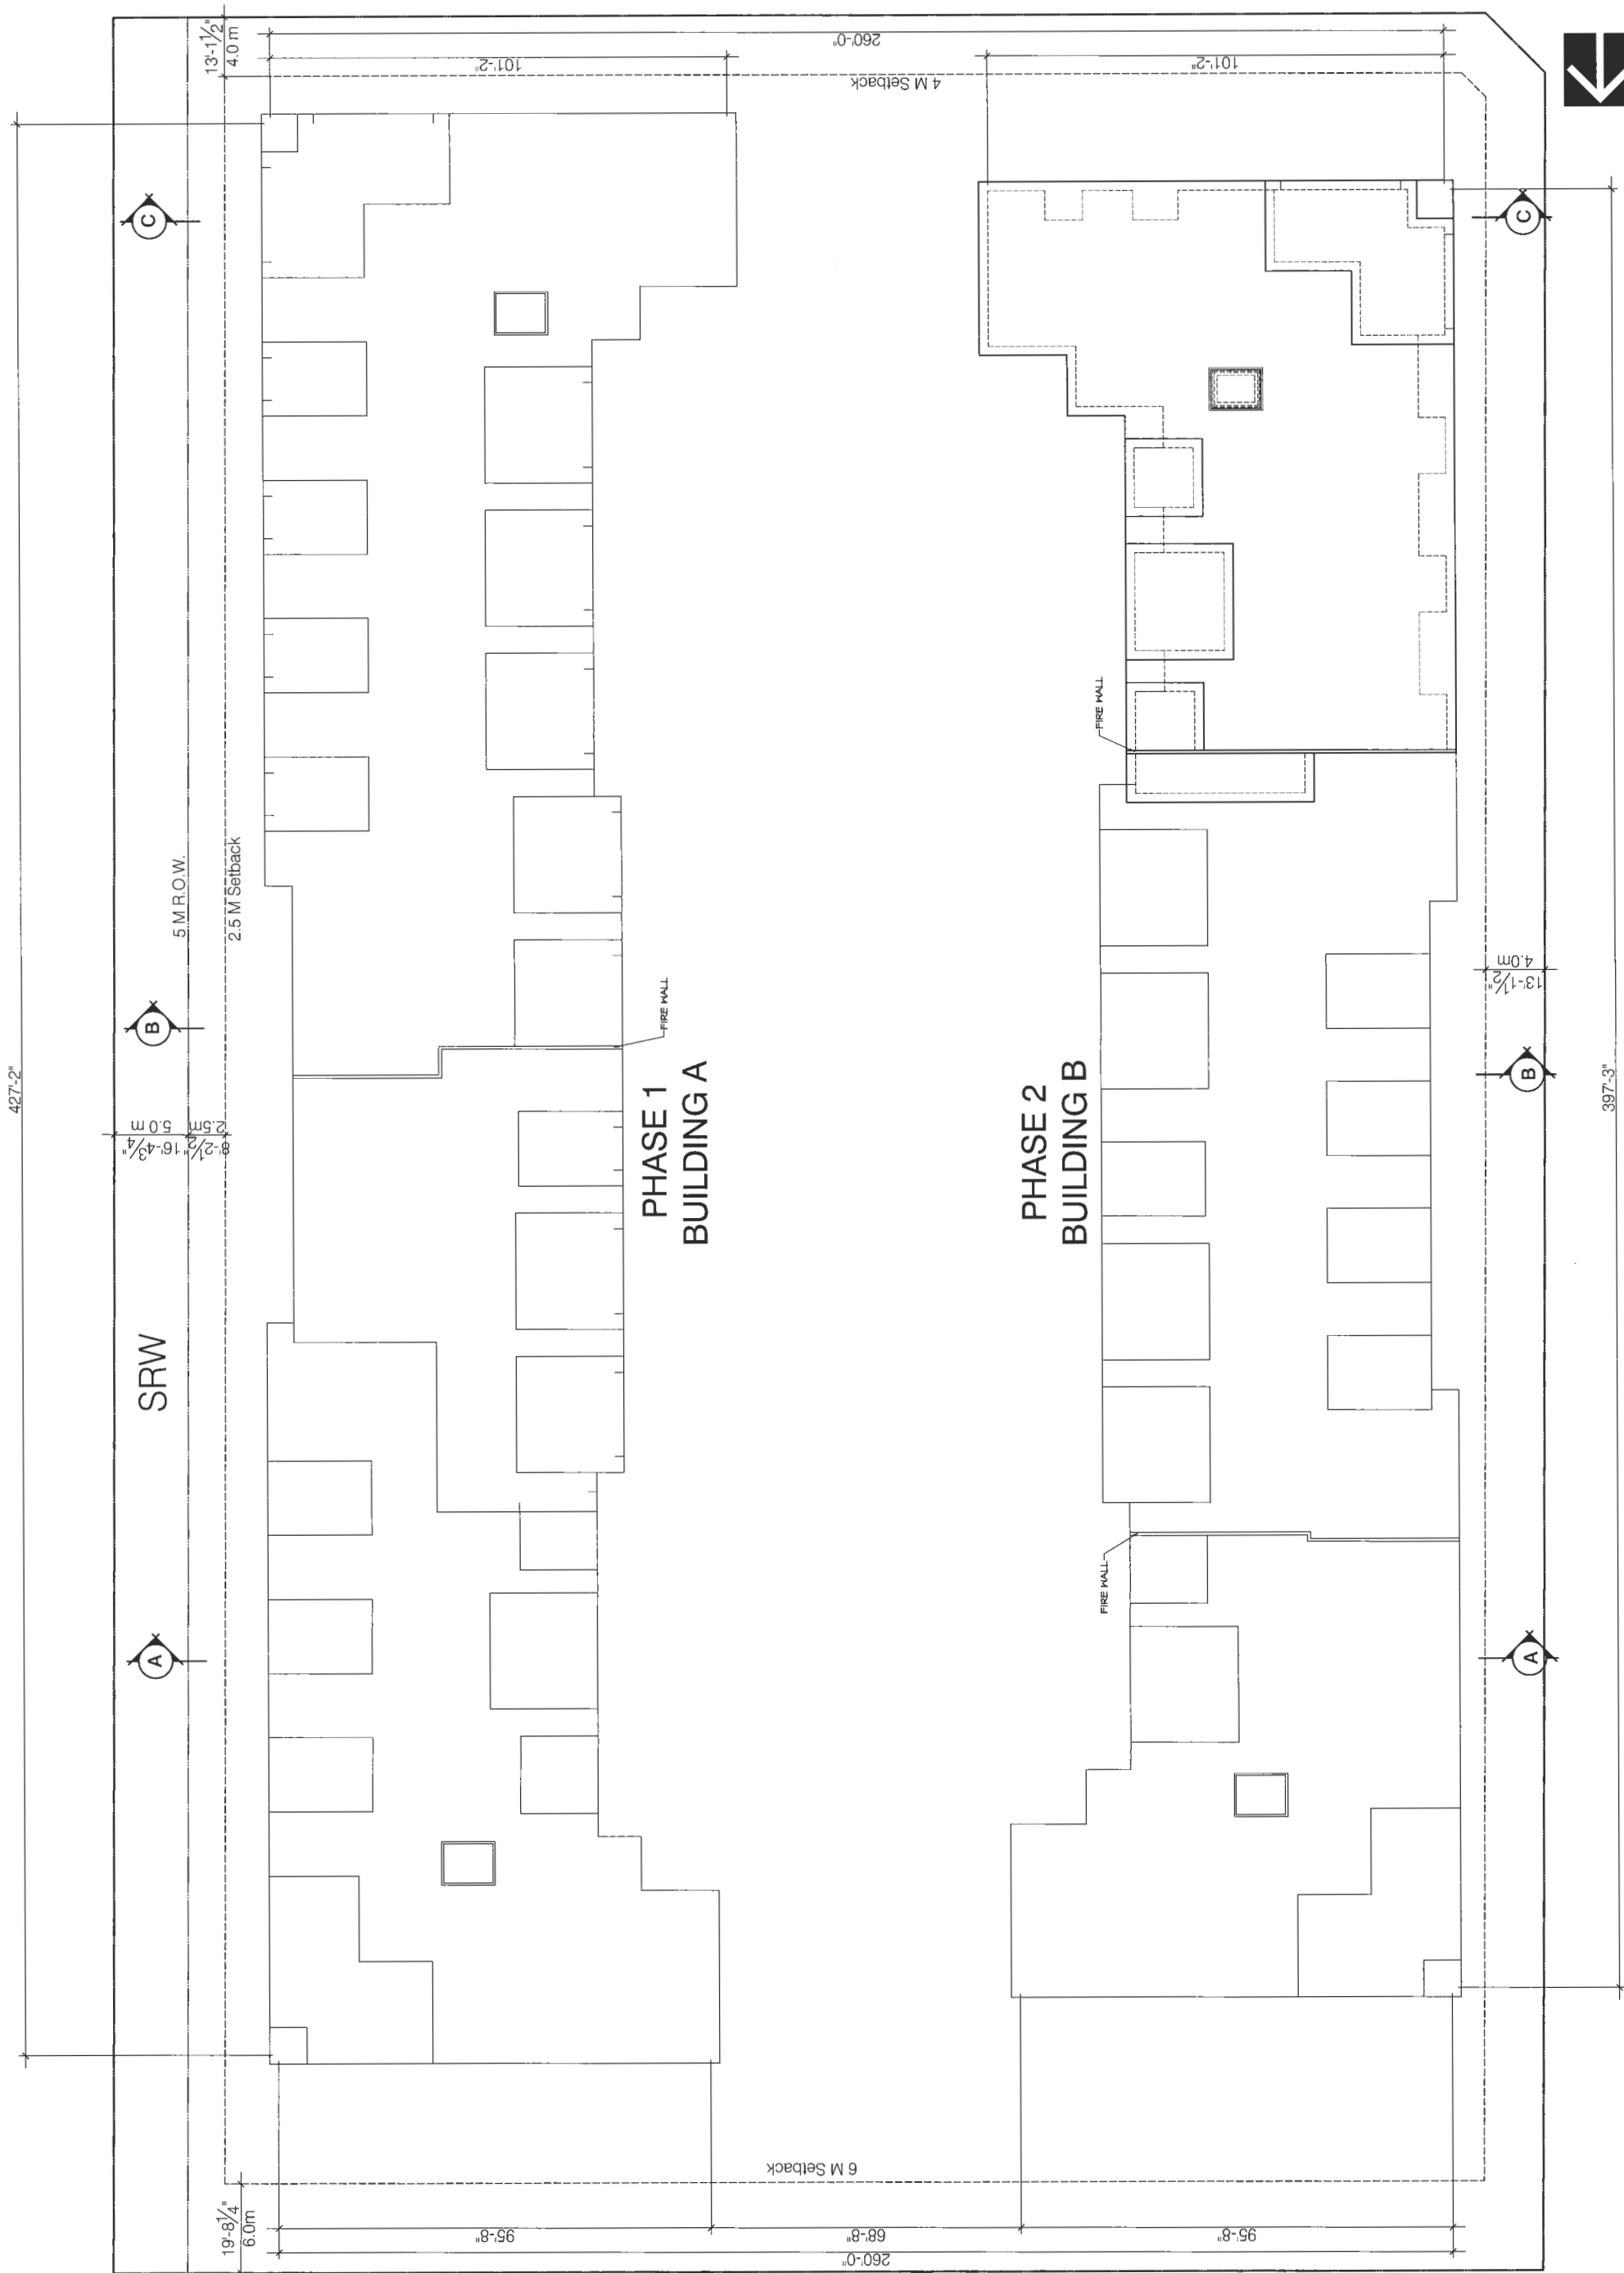 427'-2"
SRW
8'-2½" 16'-4¾"
2.5m 5.0 m
5 M R.O.W.
2.5 M Setback
13'-1½"
4.0 m
260'-0"
101'-2"
101'-2"
4 M Setback
A
B
C
PHASE 1
BUILDING A
FIRE WALL
PHASE 2
BUILDING B
FIRE WALL
FIRE WALL
A
B
C
13'-1½"
4.0m
397'-3"
6 M Setback
19'-8¼"
6.0m
95'-8"
68'-8"
95'-8"
260'-0"